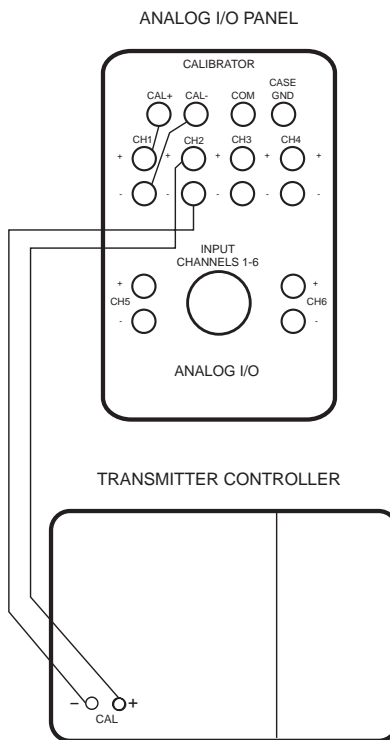 ANALOG I/O PANEL
CALIBRATOR
CAL+ CAL- COM CASE GND
CH1 CH2 CH3 CH4
+ + + + +
- - - - -
INPUT
CHANNELS 1-6
+ +
CH5 CH6
- -
ANALOG I/O
TRANSMITTER CONTROLLER
− +
CAL